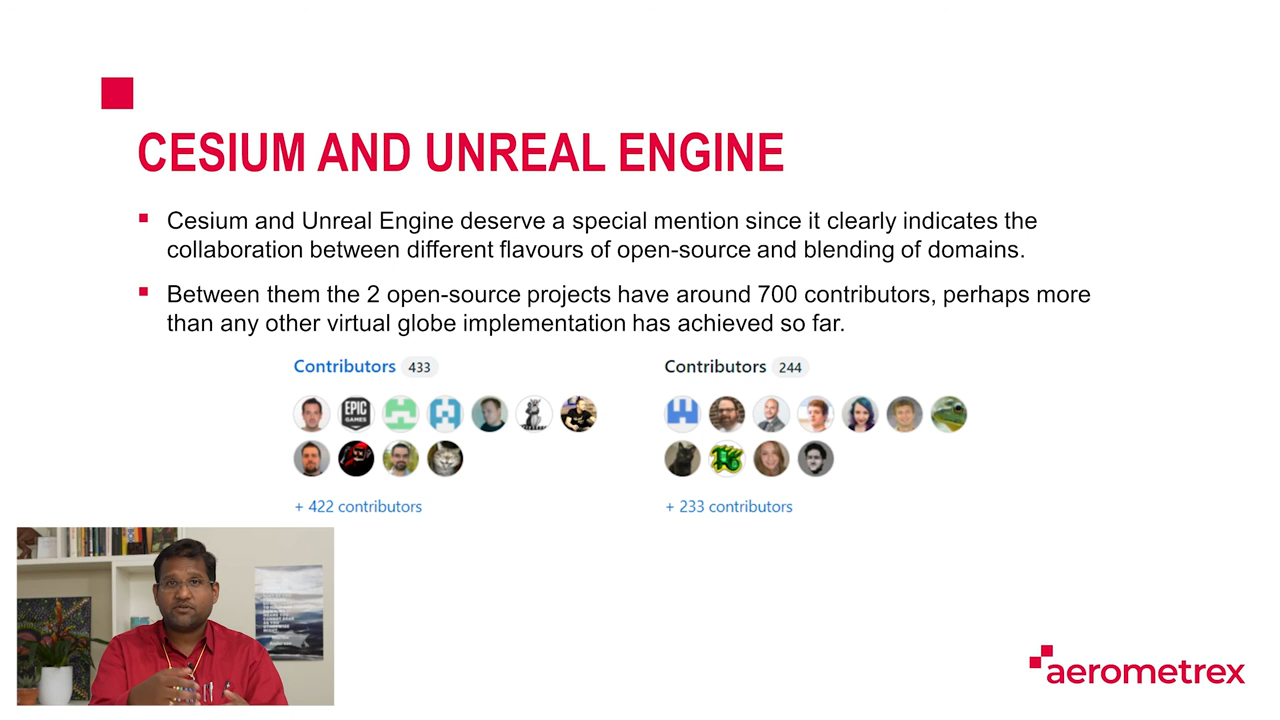 CESIUM AND UNREAL ENGINE
Cesium and Unreal Engine deserve a special mention since it clearly indicates the
collaboration between different flavours of open-source and blending of domains.
Between them the 2 open-source projects have around 700 contributors, perhaps more
than any other virtual globe implementation has achieved so far.
Contributors 433
Contributors 244
EPIC
GAMES
+ 422 contributors
+ 233 contributors
aerometrex